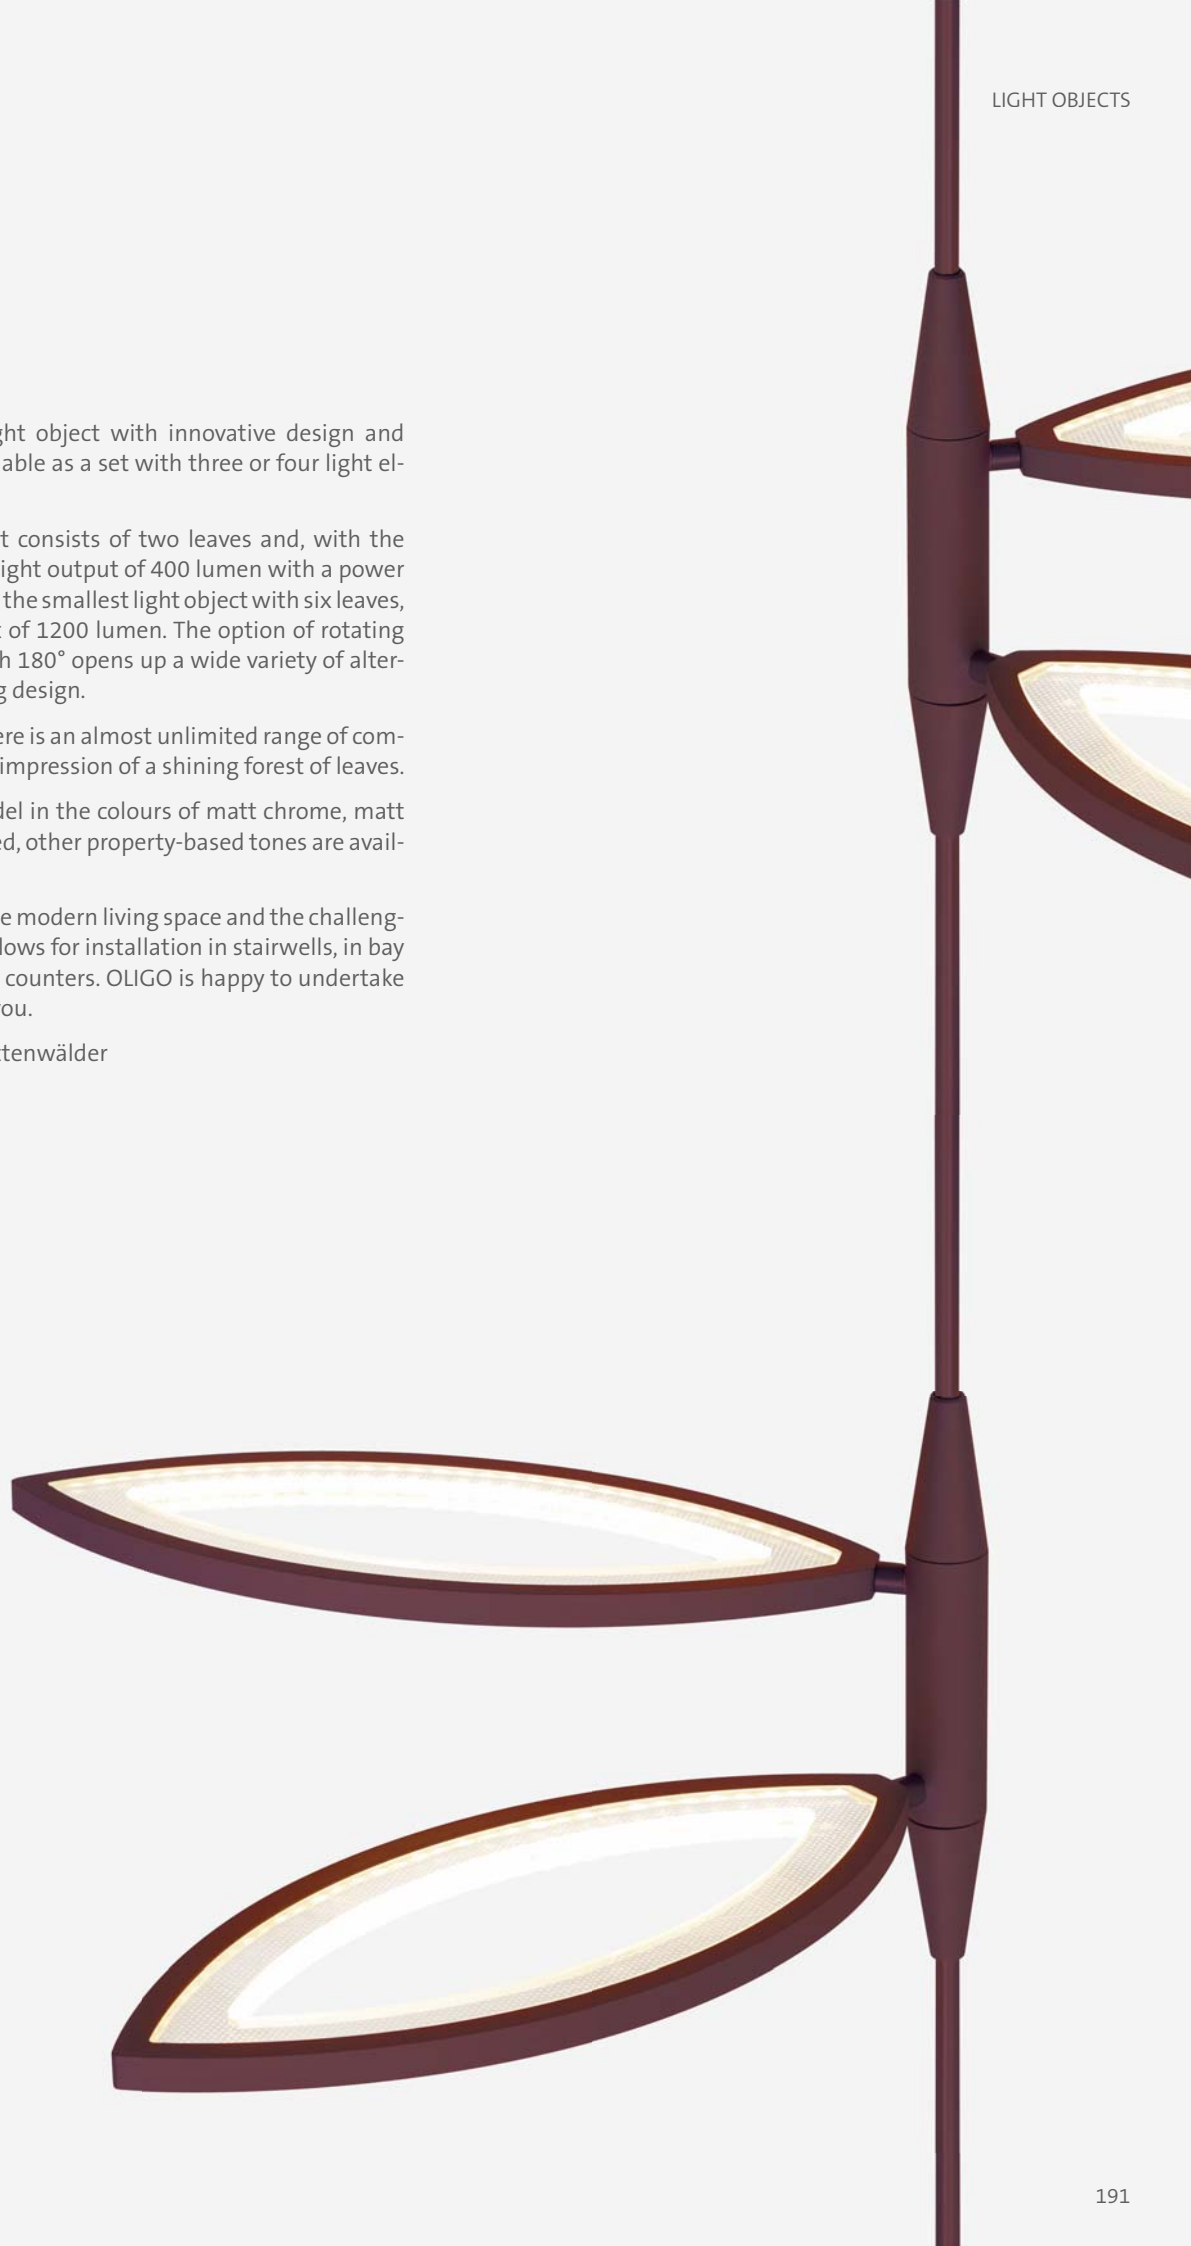 LIGHT OBJECTS
ght object with innovative design and
able as a set with three or four light el-
t consists of two leaves and, with the
ight output of 400 lumen with a power
the smallest light object with six leaves,
t of 1200 lumen. The option of rotating
h 180° opens up a wide variety of alter-
g design.
ere is an almost unlimited range of com-
impression of a shining forest of leaves.
del in the colours of matt chrome, matt
ed, other property-based tones are avail-
e modern living space and the challeng-
lows for installation in stairwells, in bay
counters. OLIGO is happy to undertake
ou.
ttenwälder
191